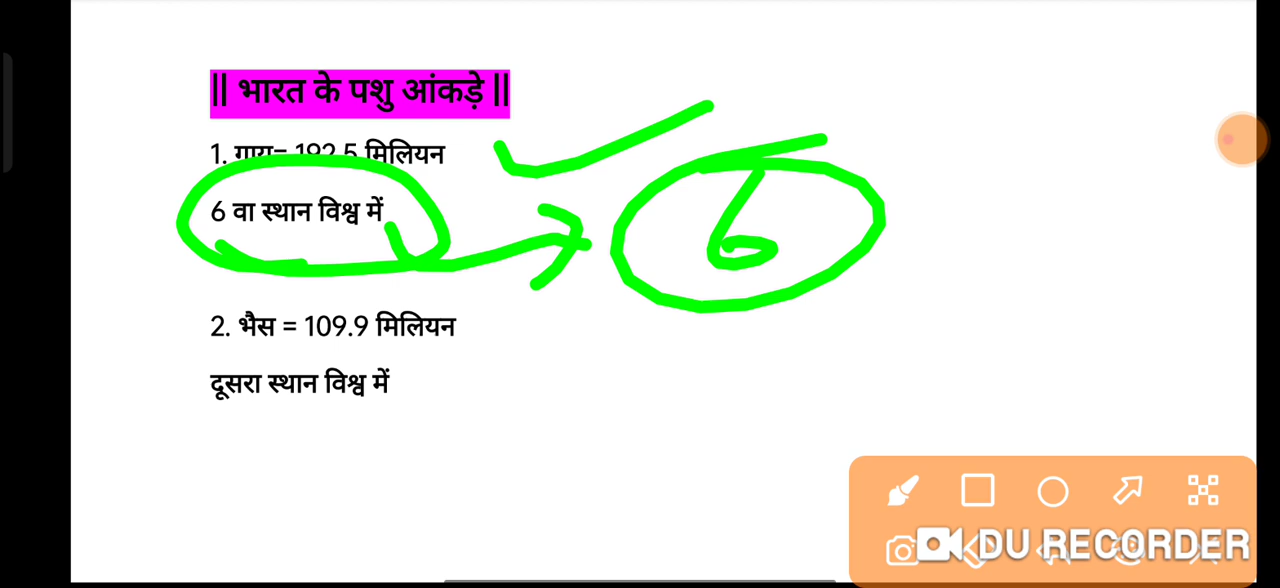 || भारत के पशु आंकड़े ||
1. गाय= 192.5 मिलियन
6 वा स्थान विश्व में
6
2. भैस = 109.9 मिलियन
दूसरा स्थान विश्व में
DU RECORDER